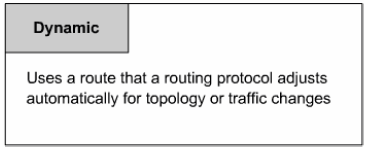 Dynamic
Uses a route that a routing protocol adjusts
automatically for topology or traffic changes